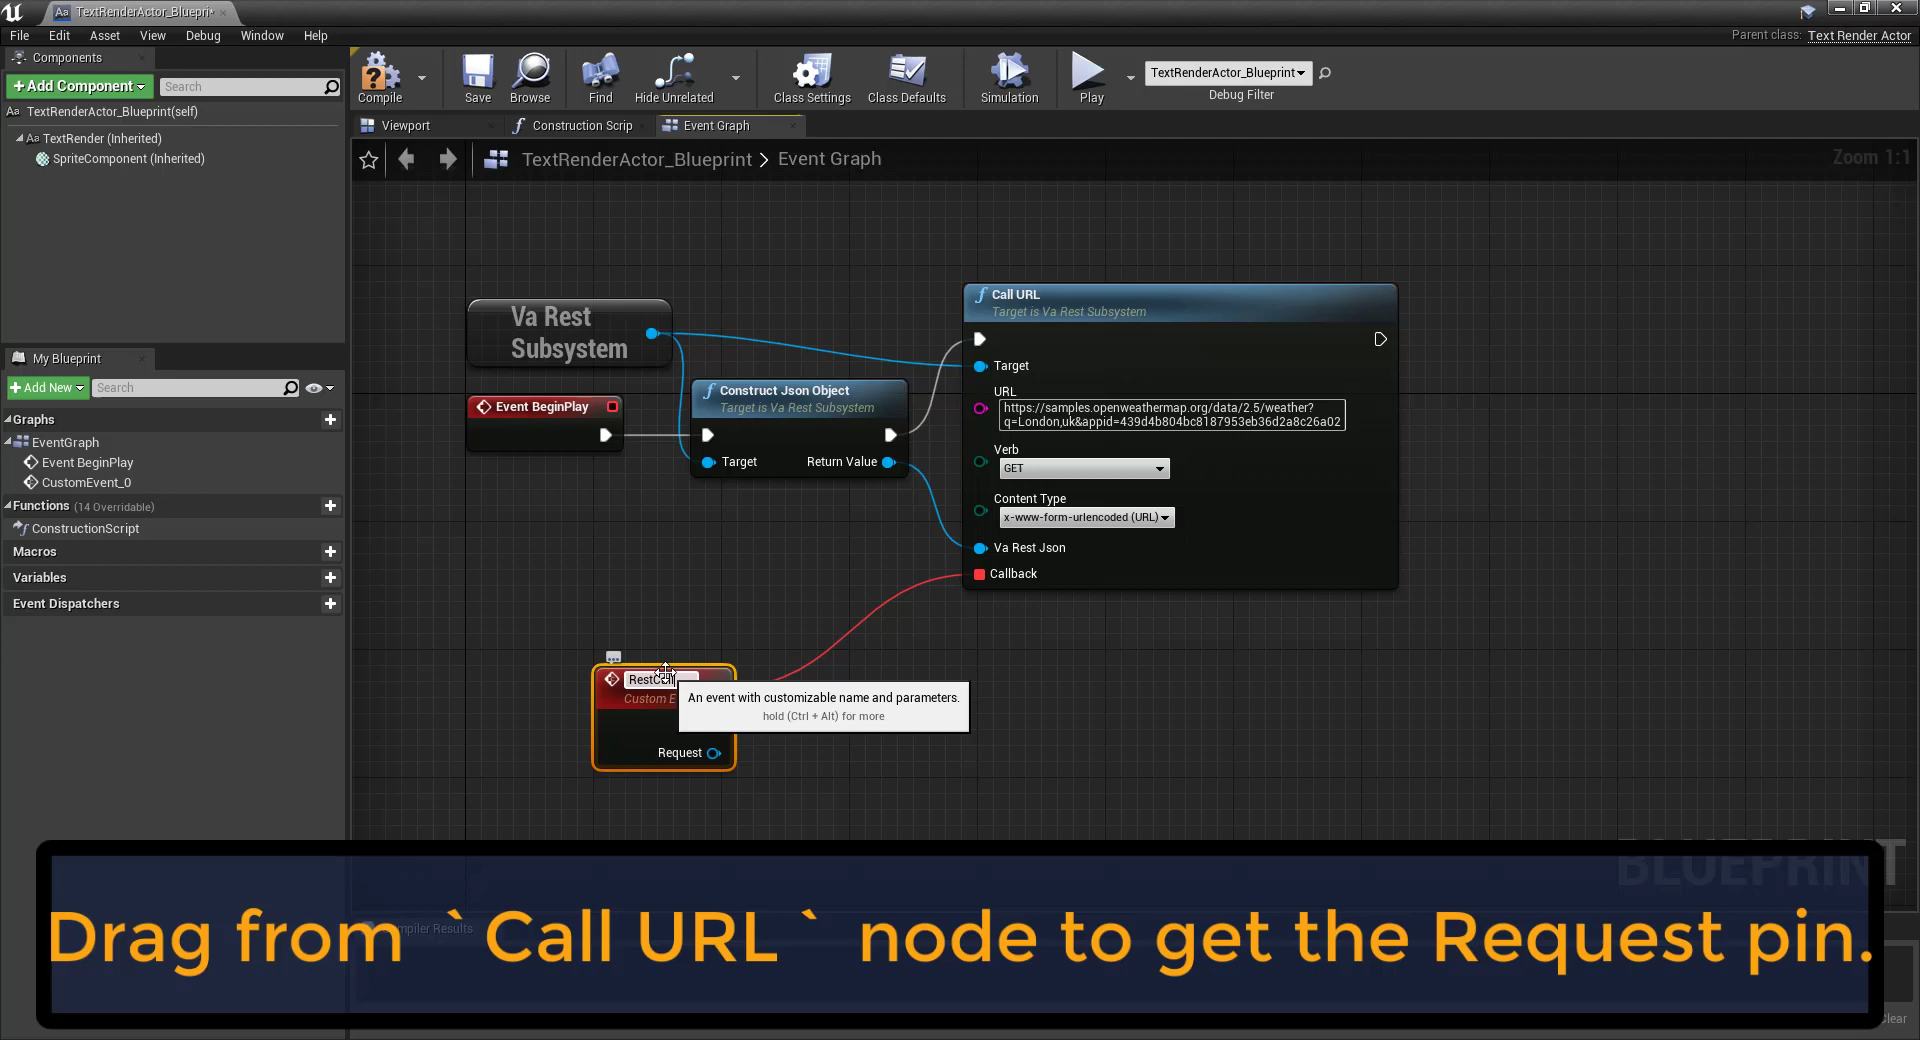 TextRenderActor_Blueprint*
File Edit Asset View Debug Window Help
Parent class: Text Render Actor
Components
+ Add Component
Search
TextRenderActor_Blueprint(self)
TextRender (Inherited)
SpriteComponent (Inherited)
Compile
Save
Browse
Find
Hide Unrelated
Class Settings
Class Defaults
Simulation
Play
TextRenderActor_Blueprint
Debug Filter
Viewport
Construction Scrip
Event Graph
TextRenderActor_Blueprint > Event Graph
Zoom 1:1
My Blueprint
+ Add New
Search
Graphs
EventGraph
Event BeginPlay
CustomEvent_0
Functions (14 Overridable)
ConstructionScript
Macros
Variables
Event Dispatchers
Va Rest
Subsystem
Event BeginPlay
Construct Json Object
Target is Va Rest Subsystem
Target
Return Value
Call URL
Target is Va Rest Subsystem
Target
URL
https://samples.openweathermap.org/data/2.5/weather?
q=London,uk&appid=439d4b804bc8187953eb36d2a8c26a02
Verb
GET
Content Type
x-www-form-urlencoded (URL)
Va Rest Json
Callback
Custom E
An event with customizable name and parameters.
hold (Ctrl + Alt) for more
Request
BLUEPRINT
Drag from `Call URL ` node to get the Request pin.
Results
Clear